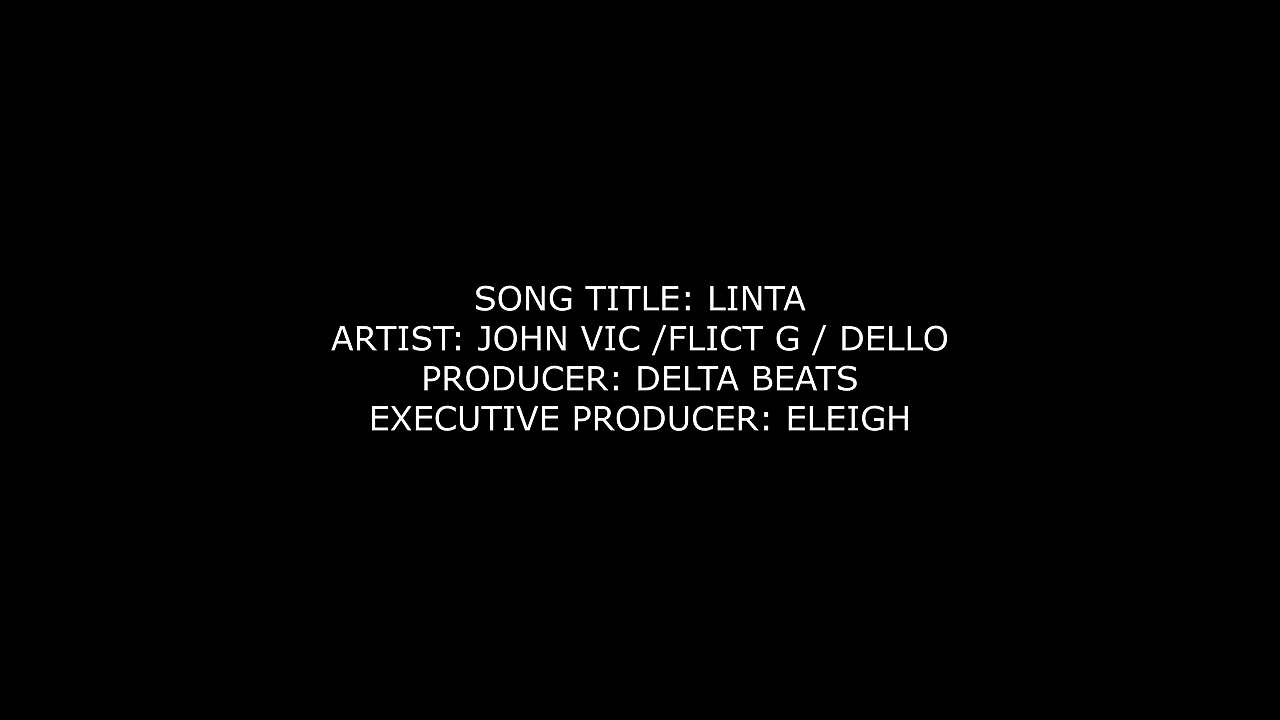 SONG TITLE: LINTA
ARTIST: JOHN VIC /FLICT G / DELLO
PRODUCER: DELTA BEATS
EXECUTIVE PRODUCER: ELEIGH